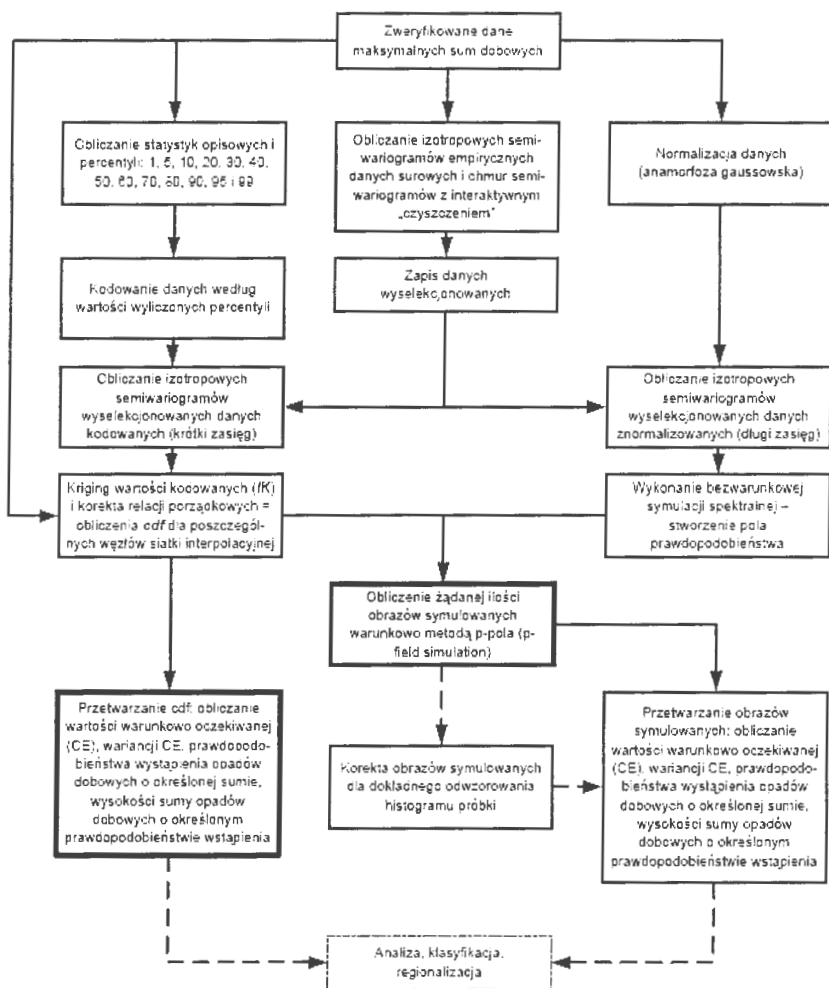 Zweryfikowane dane
maksymalnych sum dobowych
Obliczanie statystyk opisowych i
percentyli: 1, 5, 10, 20, 30, 40,
50, 60, 70, 80, 90, 95 i 99
Obliczanie izotropowych semi-
wariogramów empirycznych
danych surowych i chmur semi-
wariogramów z interaktywnym
„czyszczeniem”
Normalizacja danych
(anamorfoza gaussowska)
Kodowanie danych według
wartości wyliczonych percentyli
Zapis danych
wyselekcjonowanych
Obliczanie izotropowych
semiwariogramów
wyselekcjonowanych danych
kodowanych (krótki zasięg)
Obliczanie izotropowych
semiwariogramów
wyselekcjonowanych danych
znormalizowanych (długi zasięg)
Kriging wartości kodowanych (IK)
i korekta relacji porządkowych =
obliczenia cdf dla poszczegól-
nych węzłów siatki interpolacyjnej
Wykonanie bezwarunkowej
symulacji spektralnej –
stworzenie pola
prawdopodobieństwa
Obliczenie żądanej ilości
obrazów symulowanych
warunkowo metodą p-pola (p-
field simulation)
Przetwarzanie cdf: obliczanie
wartości warunkowo oczekiwanej
(CE), wariancji CE, prawdopodo-
bieństwa wystąpienia opadów
dobowych o określonej sumie,
wysokości sumy opadów
dobowych o określonym
prawdopodobieństwie wstąpienia
Korekta obrazów symulowanych
dla dokładnego odwzorowania
histogramu próbki
Przetwarzanie obrazów
symulowanych: obliczanie
wartości warunkowo oczekiwanej
(CE), wariancji CE, prawdopodo-
bieństwa wystąpienia opadów
dobowych o określonej sumie,
wysokości sumy opadów
dobowych o określonym
prawdopodobieństwie wstąpienia
Analiza, klasyfikacja,
regionalizacja